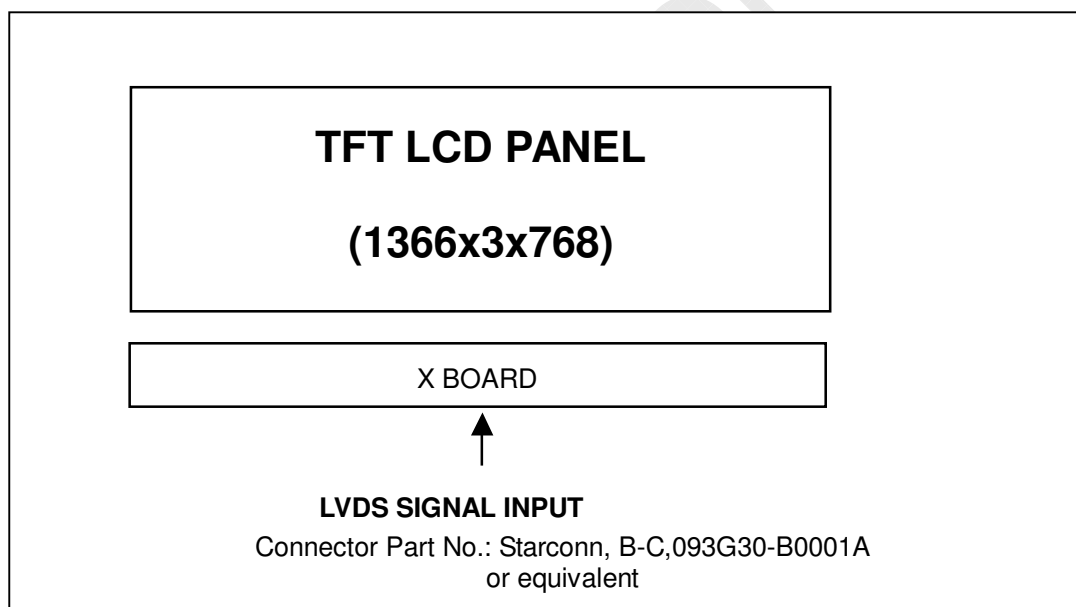 TFT LCD PANEL
(1366x3x768)
X BOARD
LVDS SIGNAL INPUT
Connector Part No.: Starconn, B-C,093G30-B0001A
or equivalent